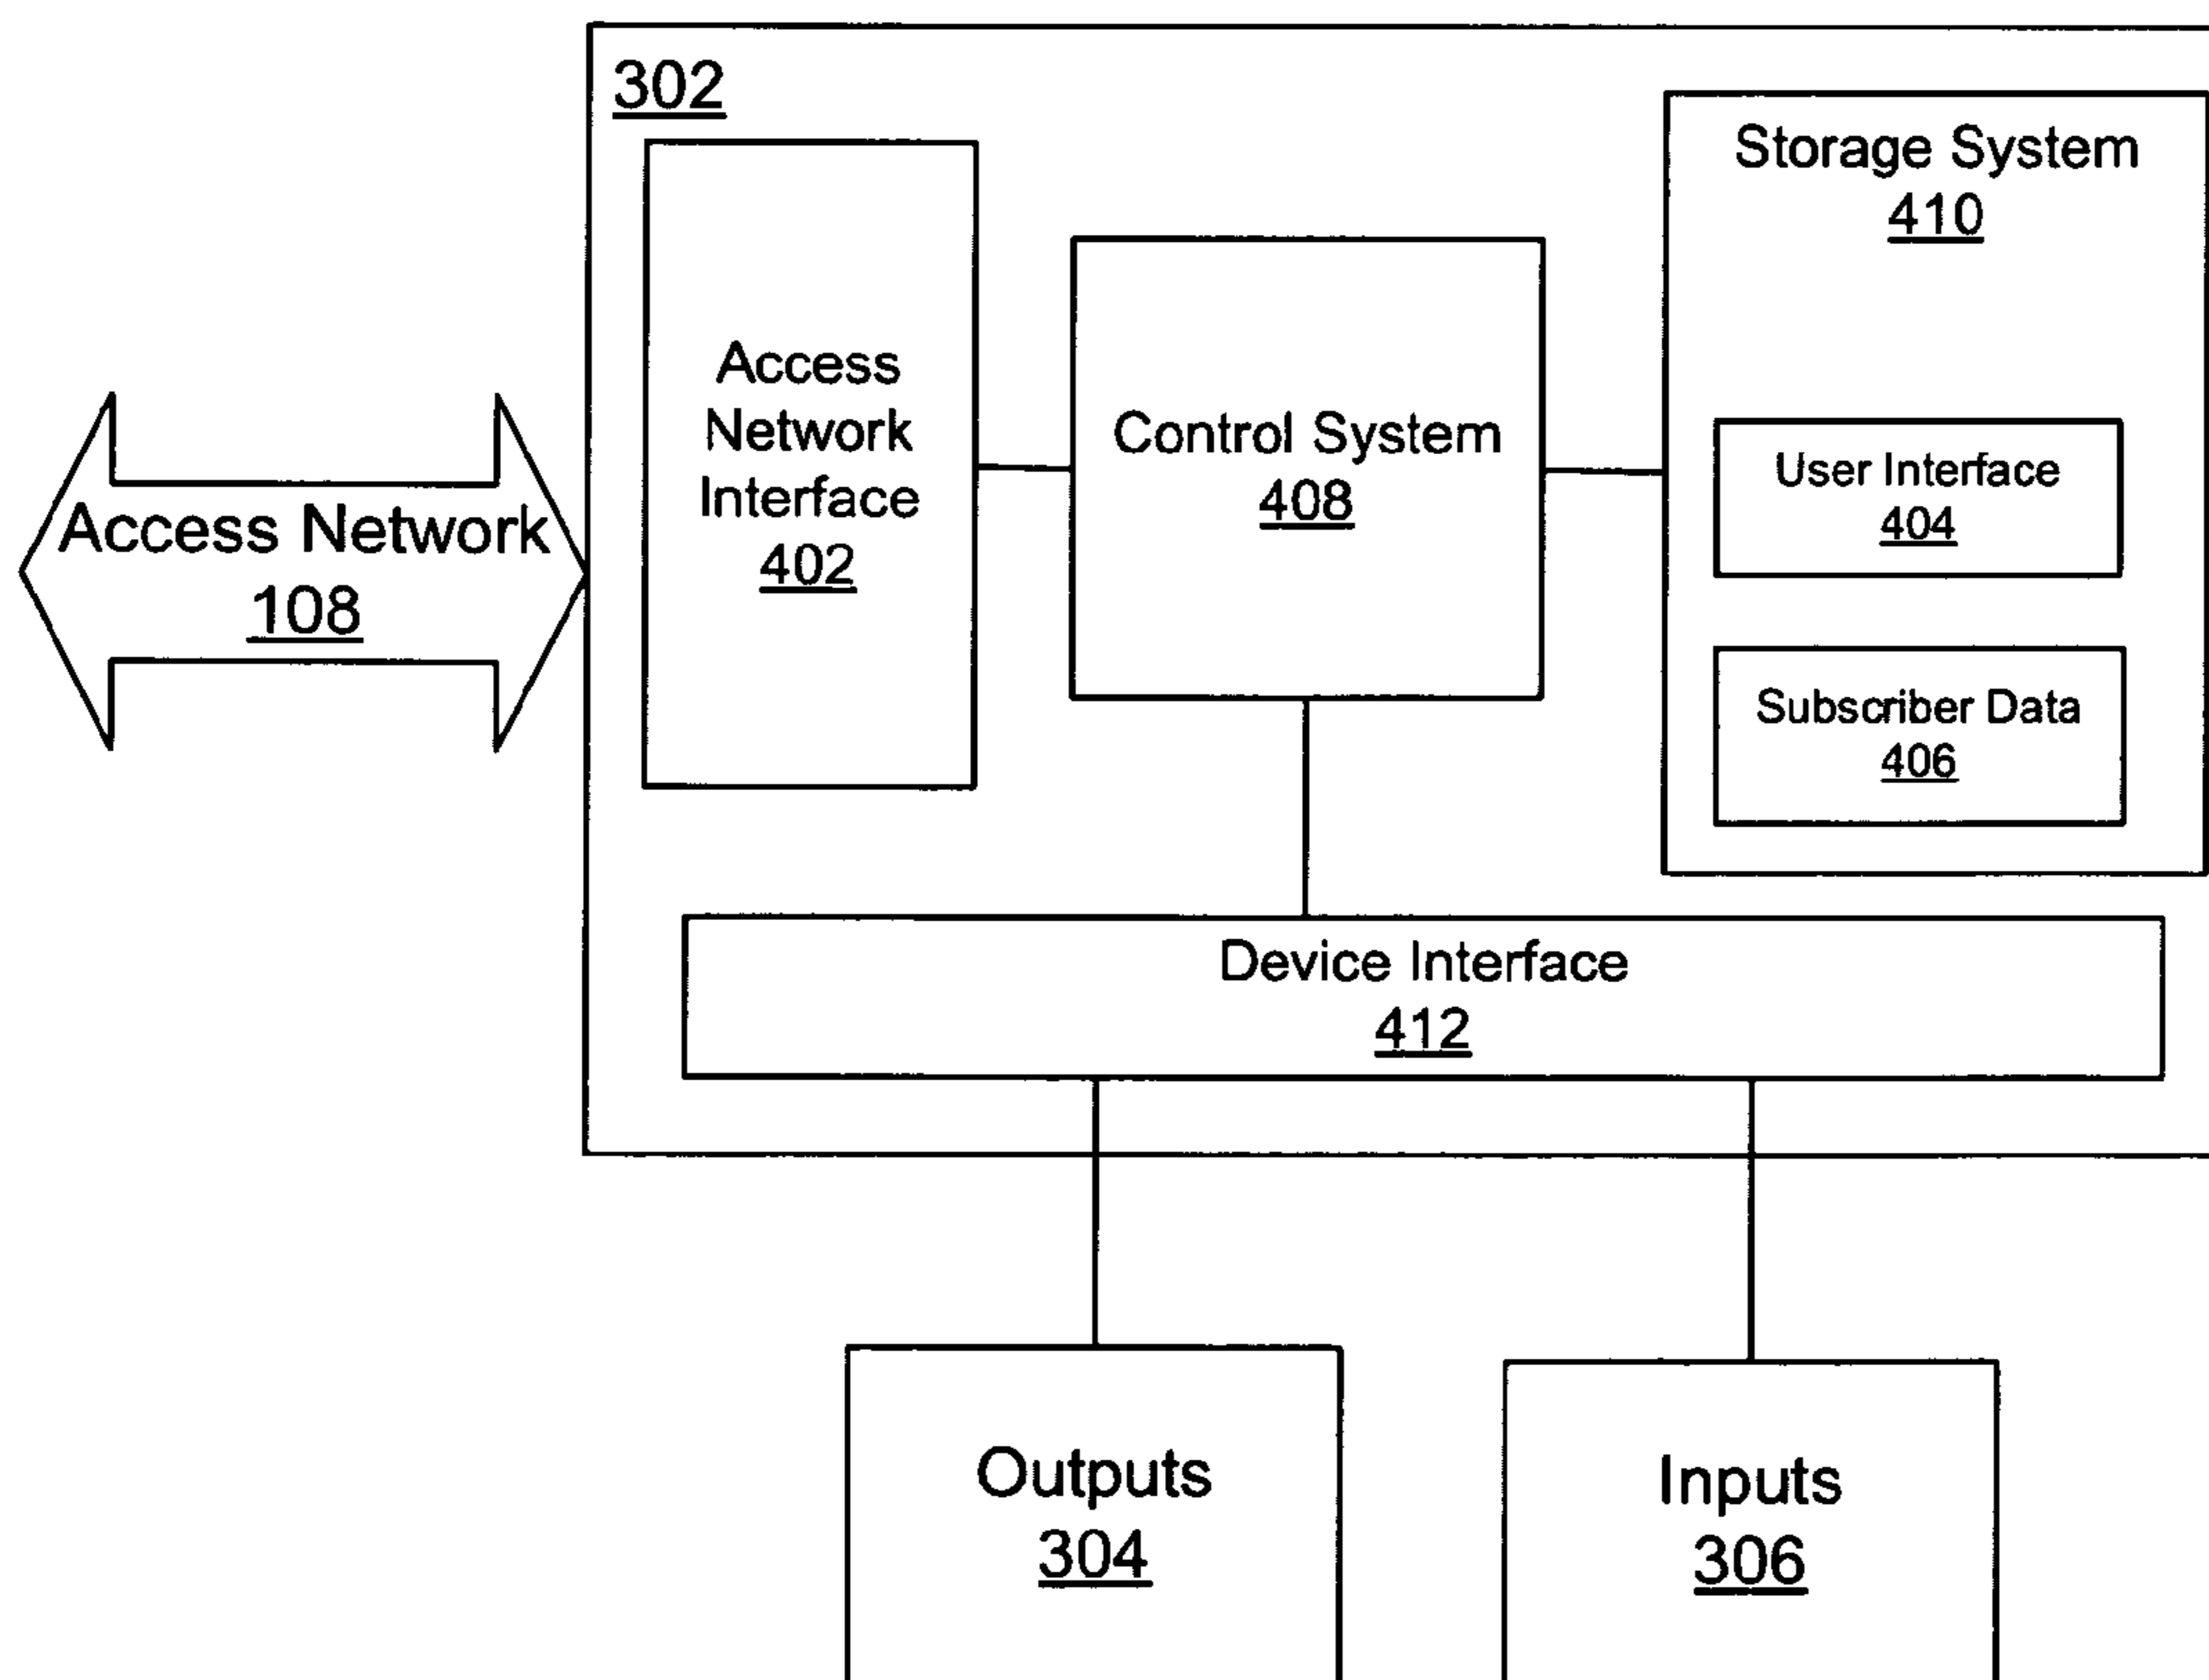 302
Access Network
108
Access
Network
Interface
402
Control System
408
Storage System
410
User Interface
404
Subscriber Data
406
Device Interface
412
Outputs
304
Inputs
306